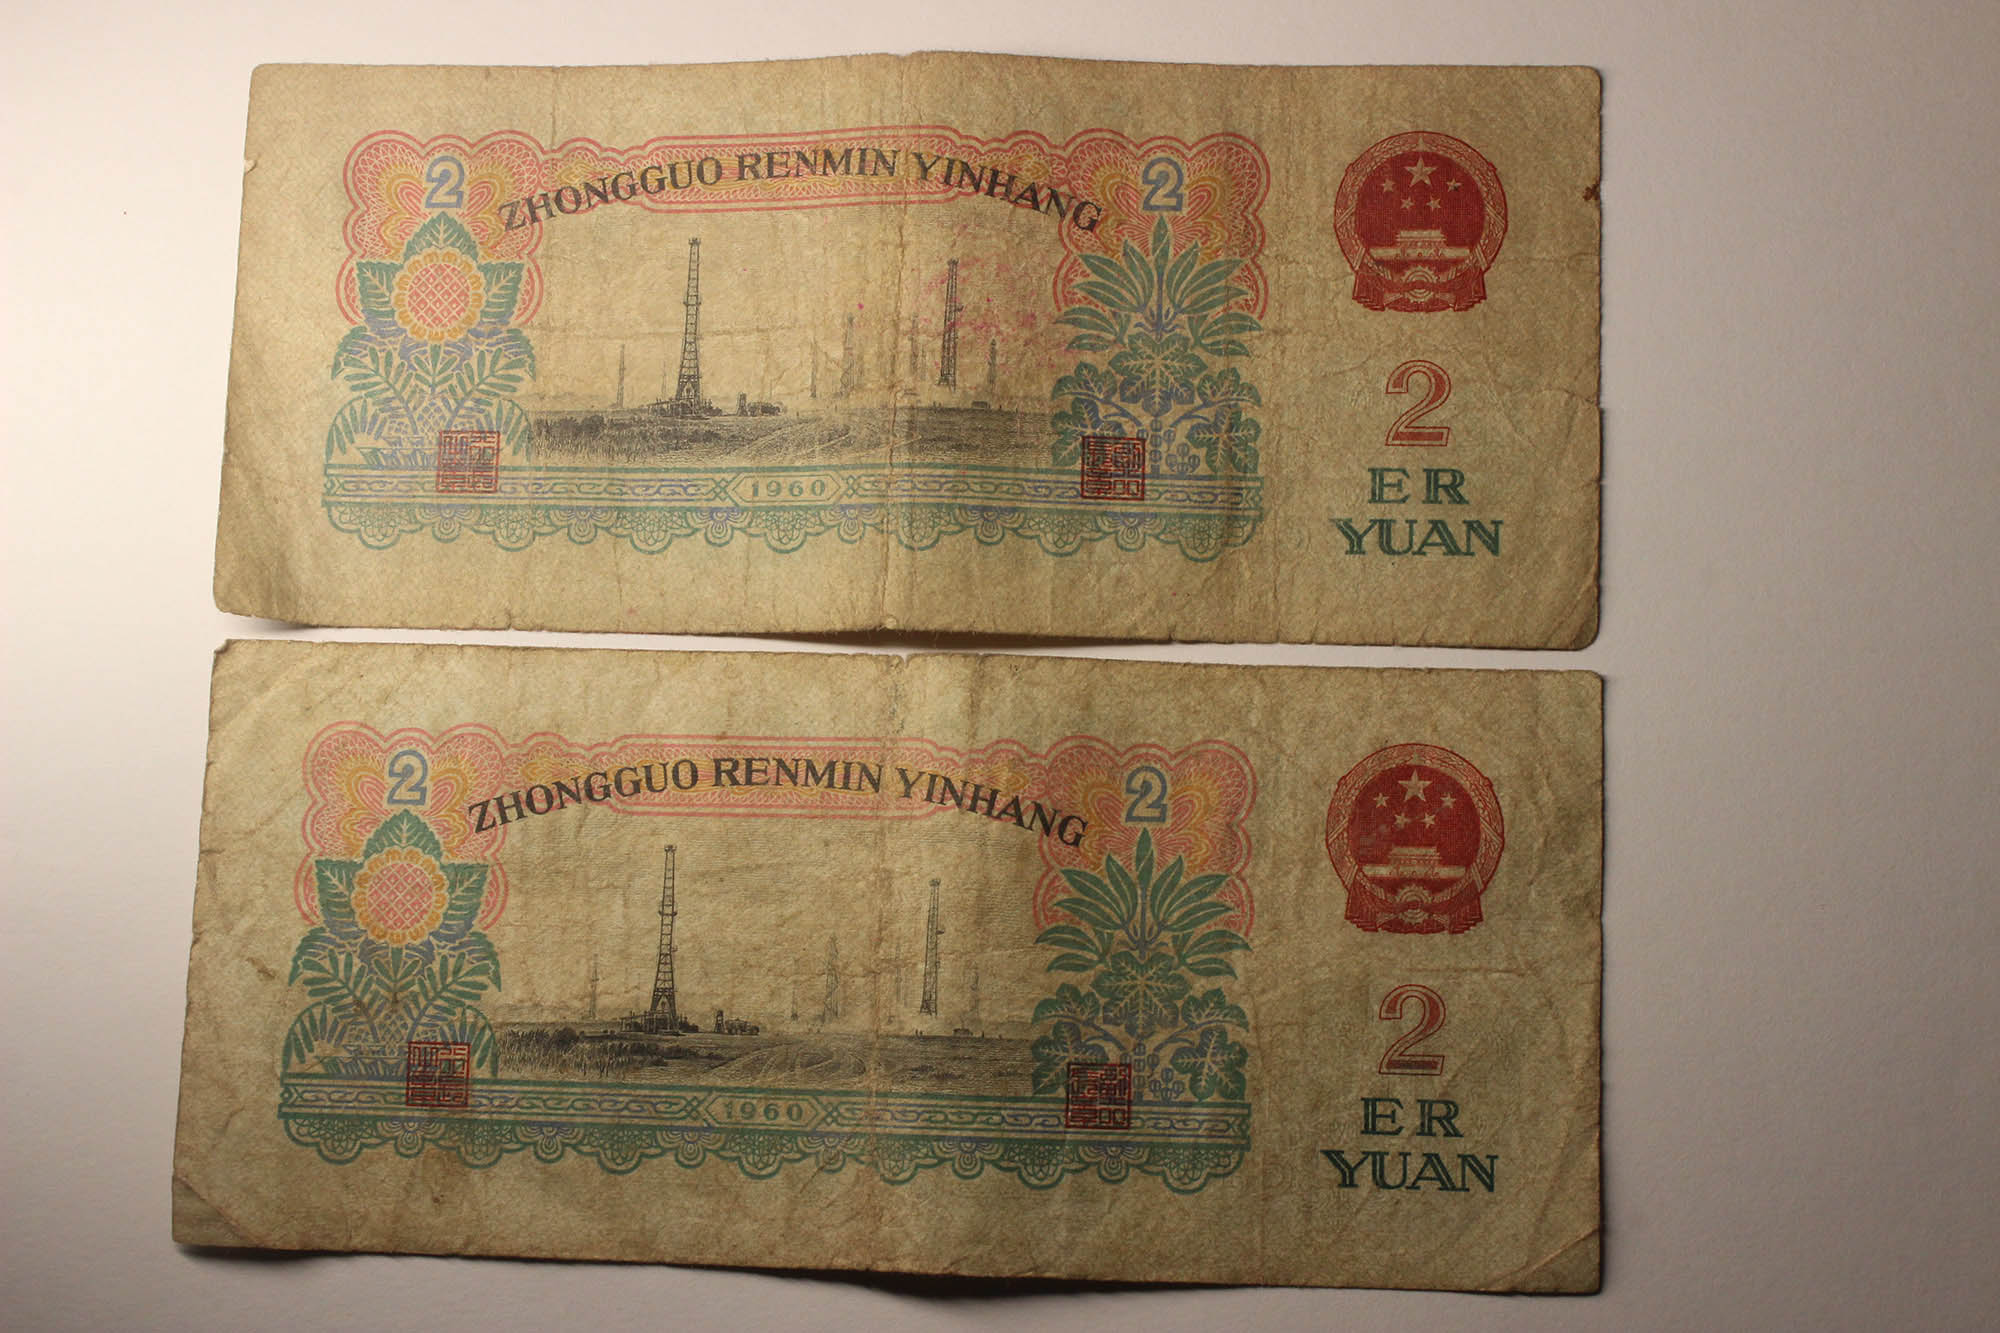 2
ZHONGGUO RENMIN YINHANG
2
2
ER
YUAN
1960
2
ZHONGGUO RENMIN YINHANG
2
2
ER
YUAN
1960